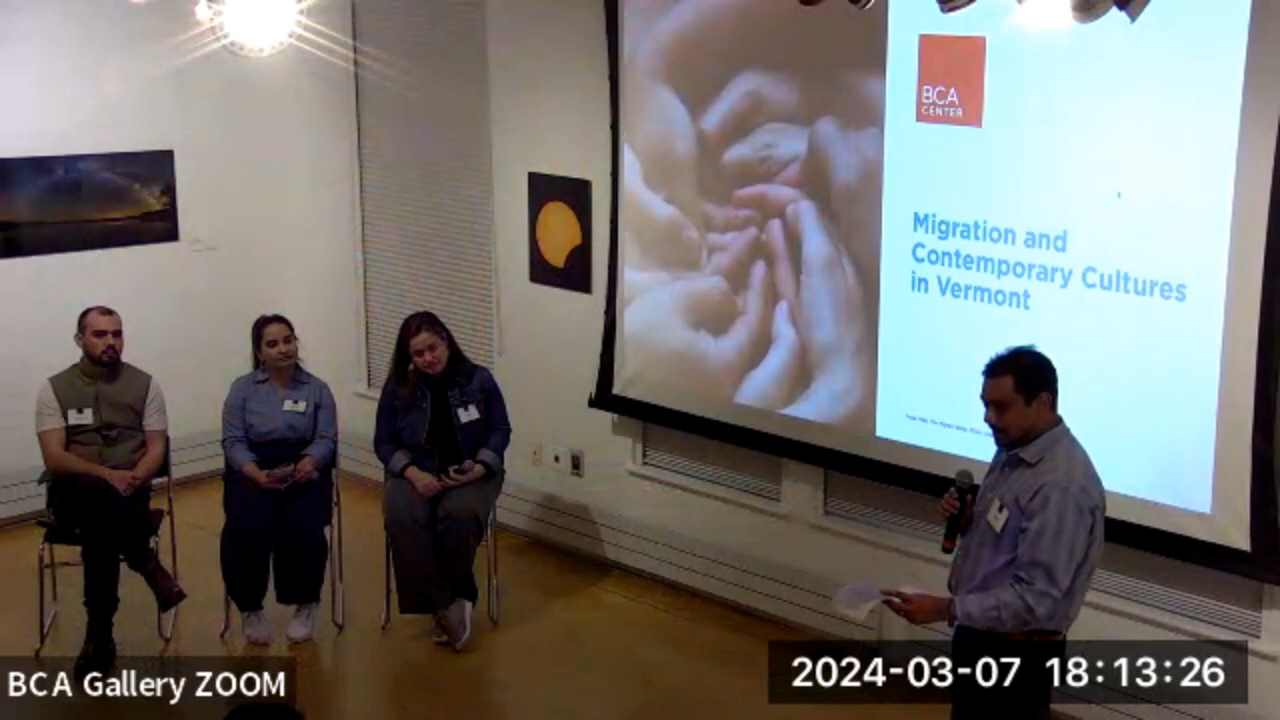 BCA
CENTER
Migration and
Contemporary Cultures
in Vermont
BCA Gallery ZOOM
2024-03-07 18:13:26